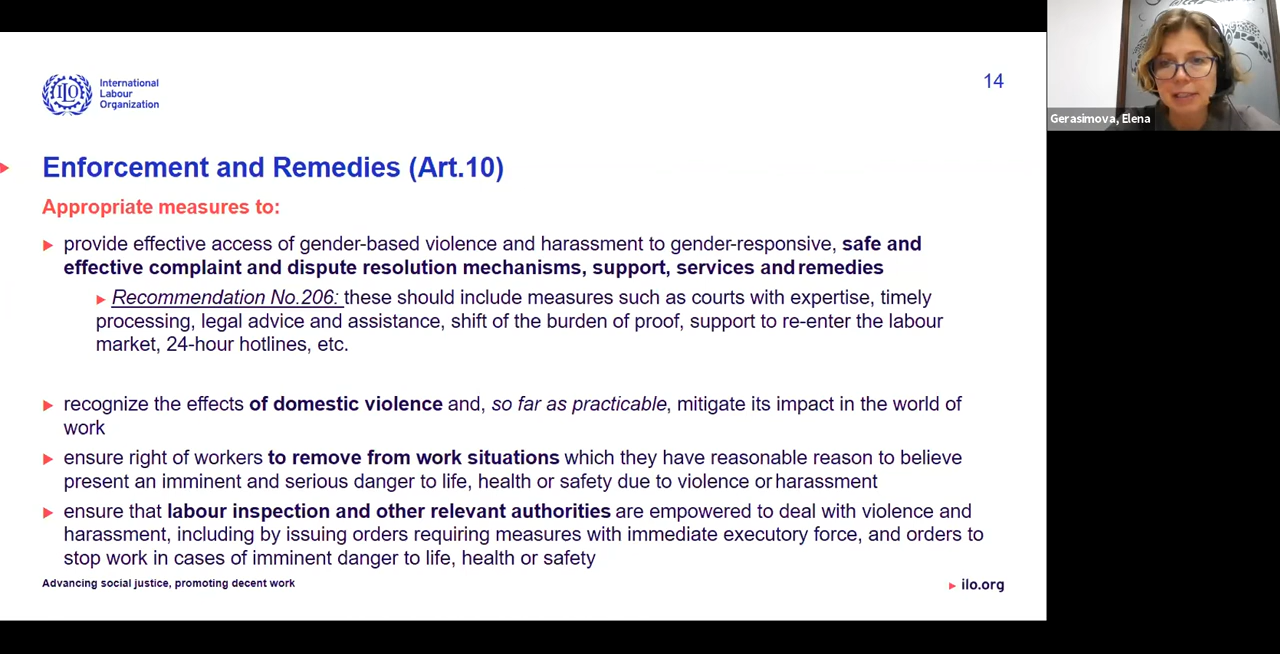 International
Labour
Organization
14
Gerasimova, Elena
Enforcement and Remedies (Art.10)
Appropriate measures to:
provide effective access of gender-based violence and harassment to gender-responsive, safe and
effective complaint and dispute resolution mechanisms, support, services and remedies
Recommendation No.206: these should include measures such as courts with expertise, timely
processing, legal advice and assistance, shift of the burden of proof, support to re-enter the labour
market, 24-hour hotlines, etc.
recognize the effects of domestic violence and, so far as practicable, mitigate its impact in the world of
work
ensure right of workers to remove from work situations which they have reasonable reason to believe
present an imminent and serious danger to life, health or safety due to violence or harassment
ensure that labour inspection and other relevant authorities are empowered to deal with violence and
harassment, including by issuing orders requiring measures with immediate executory force, and orders to
stop work in cases of imminent danger to life, health or safety
Advancing social justice, promoting decent work
ilo.org